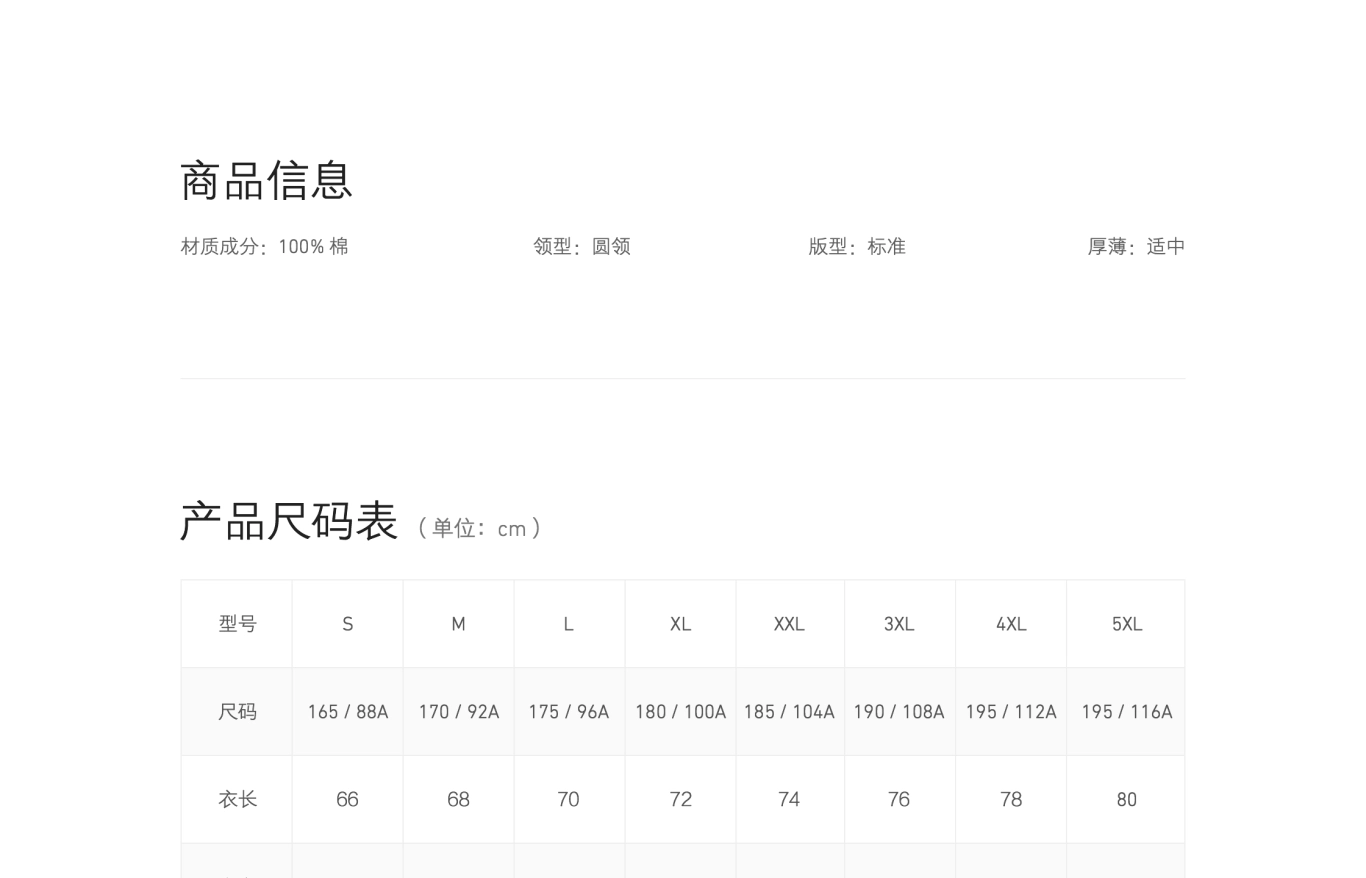 商品信息
材质成分：100% 棉 领型：圆领 版型：标准 厚薄：适中
产品尺码表 （单位：cm）
型号 S M L XL XXL 3XL 4XL 5XL
尺码 165 / 88A 170 / 92A 175 / 96A 180 / 100A 185 / 104A 190 / 108A 195 / 112A 195 / 116A
衣长 66 68 70 72 74 76 78 80